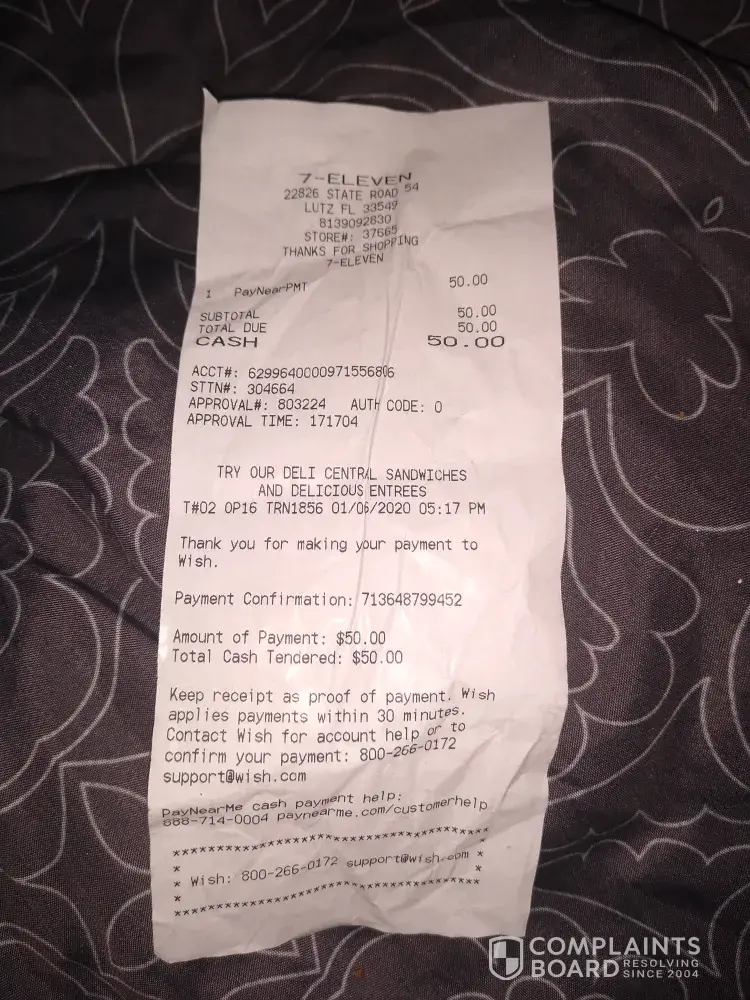 7-ELEVEN
22826 STATE ROAD 54
LUTZ FL 33549
8139092830
STORE#: 37665
THANKS FOR SHOPPING
7-ELEVEN
1 PayNearPMT 50.00
SUBTOTAL 50.00
TOTAL DUE 50.00
CASH 50.00
ACCT#: 6299640000971556806
STTN#: 304664
APPROVAL#: 803224 AUTH CODE: 0
APPROVAL TIME: 171704
TRY OUR DELI CENTRAL SANDWICHES
AND DELICIOUS ENTREES
T#02 OP16 TRN1856 01/06/2020 05:17 PM
Thank you for making your payment to
Wish.
Payment Confirmation: 713648799452
Amount of Payment: $50.00
Total Cash Tendered: $50.00
Keep receipt as proof of payment. Wish
applies payments within 30 minutes.
Contact Wish for account help or to
confirm your payment: 800-266-0172
support@wish.com
PayNearMe cash payment help:
888-714-0004 paynearme.com/customerhelp
****************************************
* *
* Wish: 800-266-0172 support@wish.com *
* *
****************************************
COMPLAINTS
BOARD RESOLVING
SINCE 2004